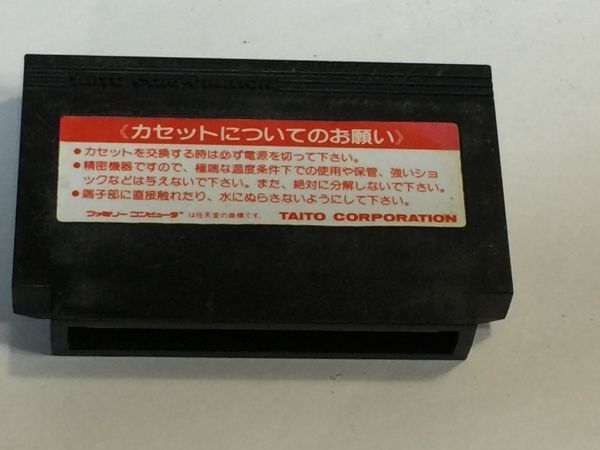 TAITO CORPORATION
《カセットについてのお願い》
●カセットを交換する時は必ず電源を切って下さい。
●精密機器ですので、極端な温度条件下での使用や保管、強いショ
ックなどは与えないで下さい。また、絶対に分解しないで下さい。
●端子部に直接触れたり、水にぬらさないようにして下さい。
ファミリーコンピュータ™は任天堂の商標です。 TAITO CORPORATION